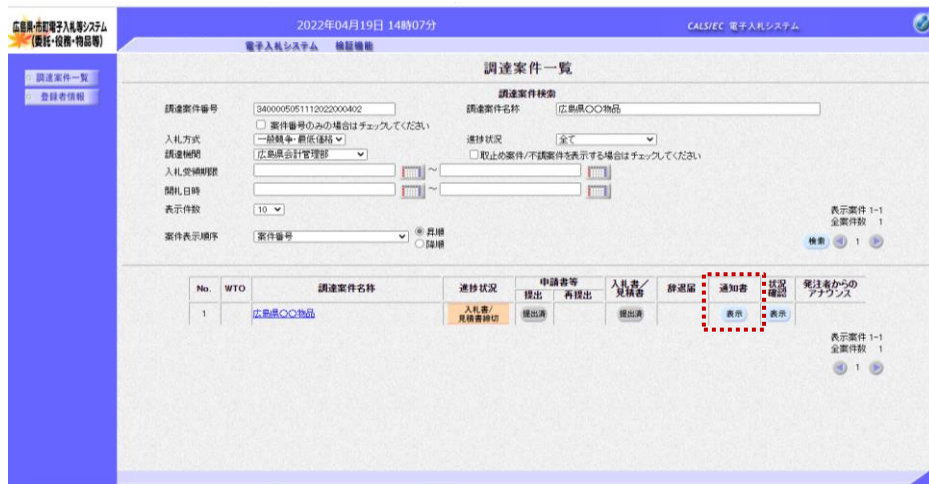 広島県・市町電子入札等システム
(委託・役務・物品等)
2022年04月19日 14時07分
CALS/EC 電子入札システム
電子入札システム 検証機能
調達案件一覧
登録者情報
調達案件一覧
調達案件検索
調達案件番号 3400005051112022000402 調達案件名称 広島県〇〇物品
案件番号のみの場合はチェックしてください
入札方式 一般競争・最低価格 進捗状況 全て
調達機関 広島県会計管理部 取止め案件/不調案件を表示する場合はチェックしてください
入札受領期限 ~
開札日時 ~
表示件数 10
表示案件 1-1
全案件数 1
案件表示順序 案件番号 昇順
降順
検索 1
No. WTO 調達案件名称 進捗状況 申請書等 提出 再提出 入札書/見積書 辞退届 通知書 状況確認 発注者からのアナウンス
1 広島県〇〇物品 入札書/見積書締切 提出済 提出済 表示 表示
表示案件 1-1
全案件数 1
1